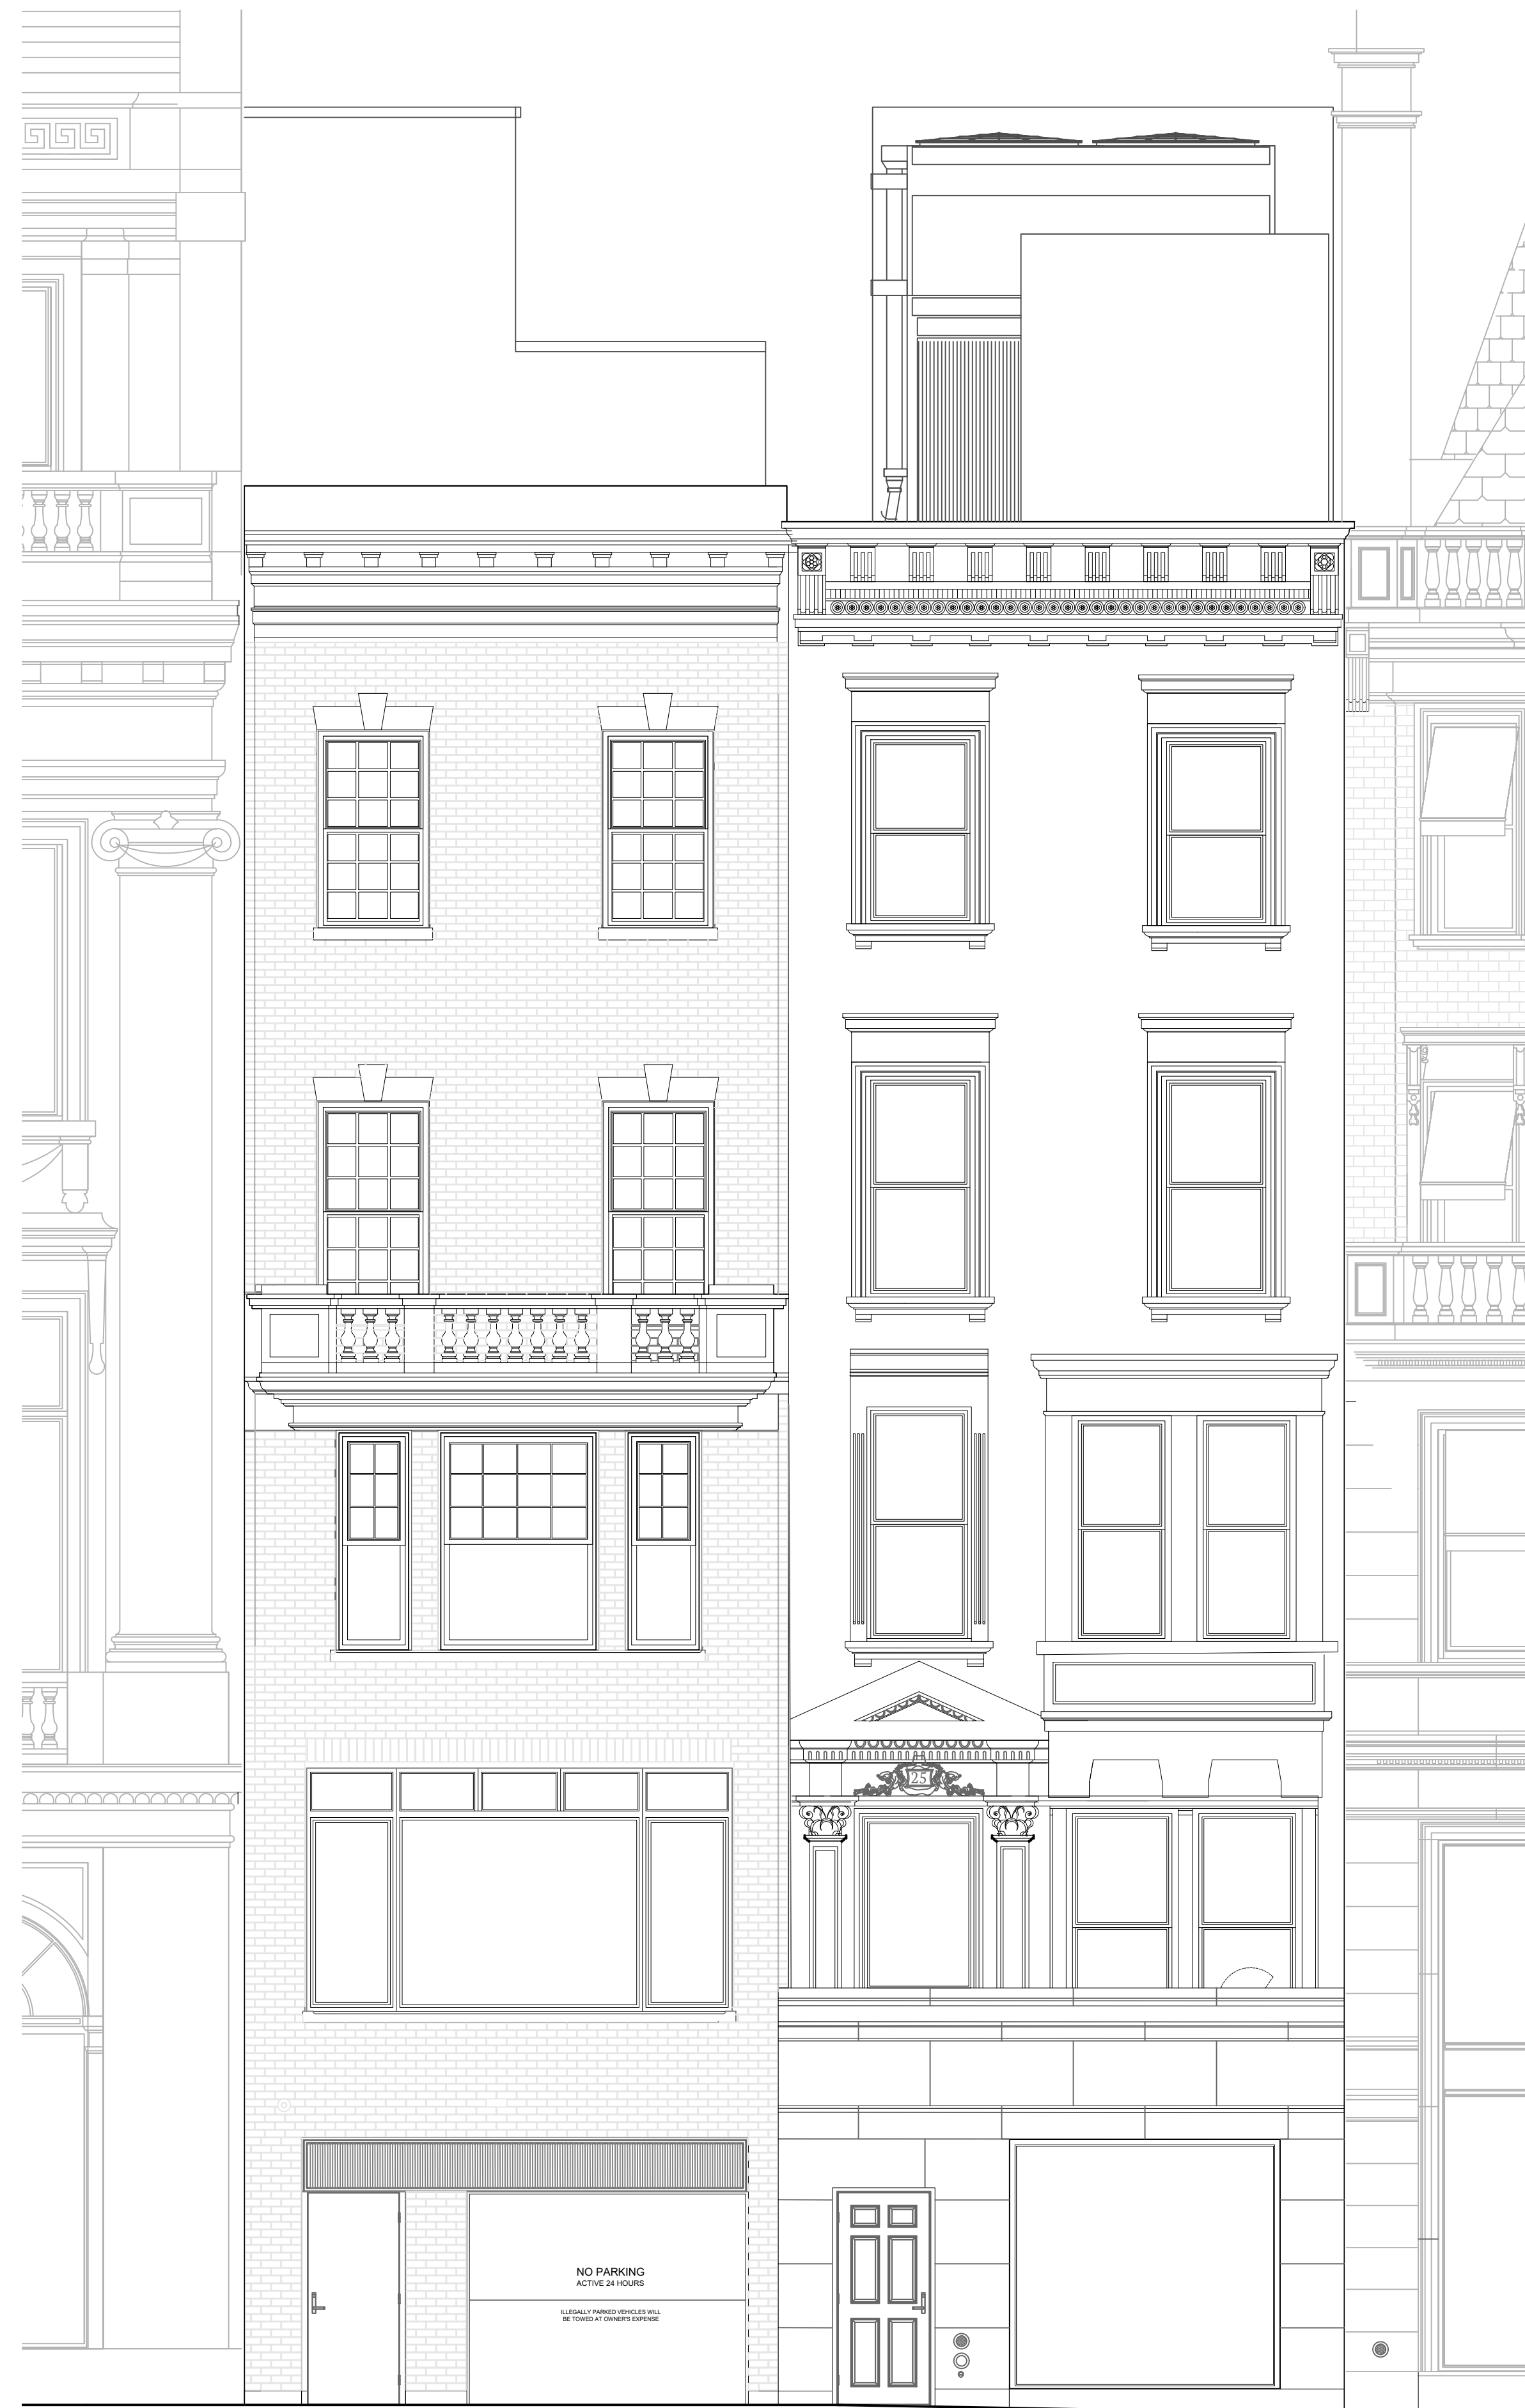 25
NO PARKING
ACTIVE 24 HOURS
ILLEGALLY PARKED VEHICLES WILL
BE TOWED AT OWNER'S EXPENSE